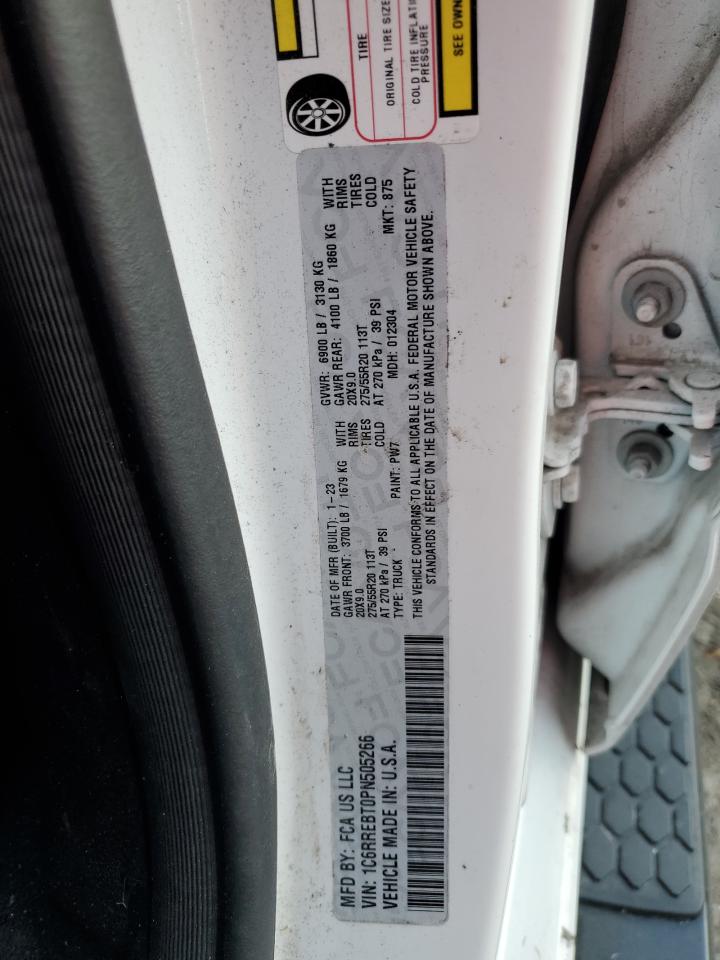 TIRE
ORIGINAL TIRE SIZE
COLD TIRE INFLATI
PRESSURE
SEE OWN
MFD BY: FCA US LLC
VIN: 1C6RREBT0PN505266
VEHICLE MADE IN: U.S.A.
DATE OF MFR (BUILT): 1-23
GAWR FRONT: 3700 LB / 1679 KG WITH
20X9.0 RIMS
275/55R20 113T TIRES
AT 270 kPa / 39 PSI COLD
TYPE: TRUCK PAINT: PW7
GVWR: 6900 LB / 3130 KG
GAWR REAR: 4100 LB / 1860 KG WITH
20X9.0 RIMS
275/55R20 113T TIRES
AT 270 kPa / 39 PSI COLD
MDH: 012304 MKT: 875
THIS VEHICLE CONFORMS TO ALL APPLICABLE U.S.A. FEDERAL MOTOR VEHICLE SAFETY
STANDARDS IN EFFECT ON THE DATE OF MANUFACTURE SHOWN ABOVE.